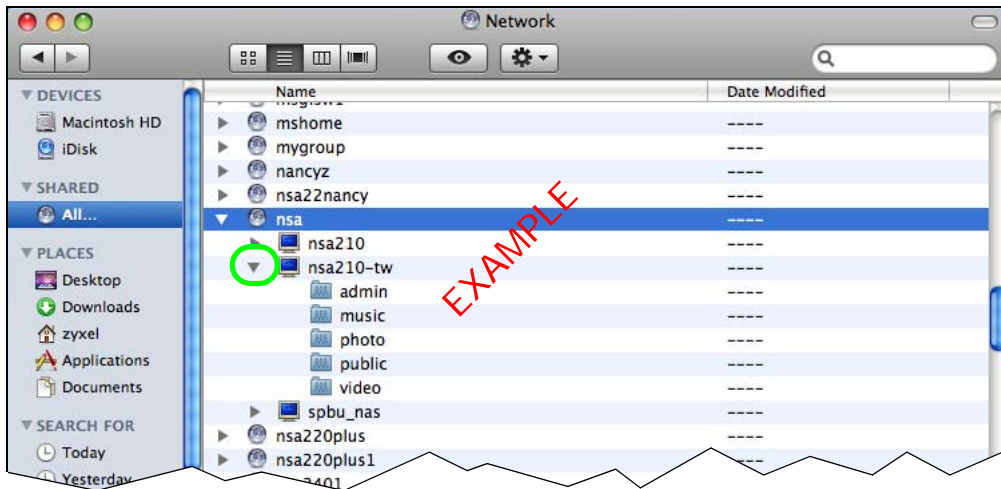 Network
Name
Date Modified
DEVICES
Macintosh HD
iDisk
SHARED
All...
PLACES
Desktop
Downloads
zyxel
Applications
Documents
SEARCH FOR
Today
Yesterday
mshome ----
mygroup ----
nancyz ----
nsa22nancy ----
nsa ----
nsa210 ----
nsa210-tw ----
admin ----
music ----
photo ----
public ----
video ----
spbu_nas ----
nsa220plus ----
nsa220plus1 ----
EXAMPLE